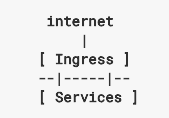 internet
|
[ Ingress ]
--|-----|--
[ Services ]